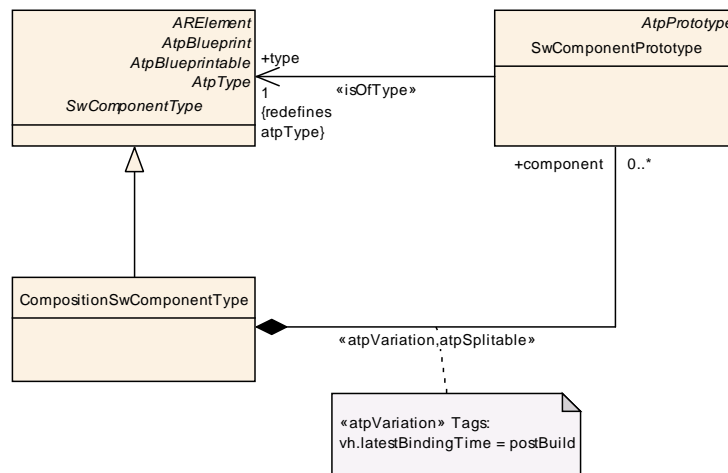 ARElement
AtpBlueprint
AtpBlueprintable
AtpType
SwComponentType
AtpPrototype
SwComponentPrototype
+type
«isOfType»
1
{redefines
atpType}
+component 0..*
CompositionSwComponentType
«atpVariation,atpSplitable»
«atpVariation» Tags:
vh.latestBindingTime = postBuild